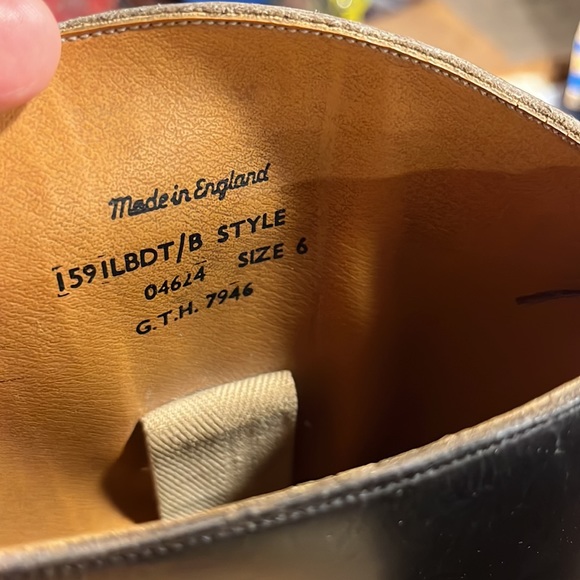 Made in England
1591LBDT/B STYLE
04624 SIZE 6
G.T.H. 7946